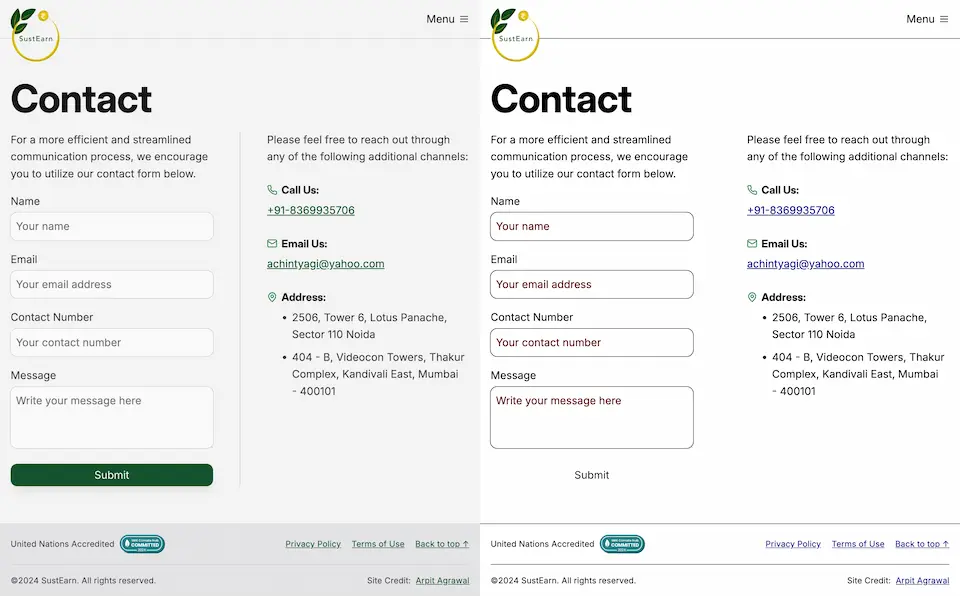 SustEarn
Menu
Contact
For a more efficient and streamlined
communication process, we encourage
you to utilize our contact form below.
Name
Your name
Email
Your email address
Contact Number
Your contact number
Message
Write your message here
Submit
Please feel free to reach out through
any of the following additional channels:
Call Us:
+91-8369935706
Email Us:
achintyagi@yahoo.com
Address:
• 2506, Tower 6, Lotus Panache,
Sector 110 Noida
• 404 - B, Videocon Towers, Thakur
Complex, Kandivali East, Mumbai
- 400101
United Nations Accredited
COMMITTED
Privacy Policy Terms of Use Back to top ↑
©2024 SustEarn. All rights reserved.
Site Credit: Arpit Agrawal
SustEarn
Menu
Contact
For a more efficient and streamlined
communication process, we encourage
you to utilize our contact form below.
Name
Your name
Email
Your email address
Contact Number
Your contact number
Message
Write your message here
Submit
Please feel free to reach out through
any of the following additional channels:
Call Us:
+91-8369935706
Email Us:
achintyagi@yahoo.com
Address:
• 2506, Tower 6, Lotus Panache,
Sector 110 Noida
• 404 - B, Videocon Towers, Thakur
Complex, Kandivali East, Mumbai
- 400101
United Nations Accredited
COMMITTED
Privacy Policy Terms of Use Back to top ↑
©2024 SustEarn. All rights reserved.
Site Credit: Arpit Agrawal